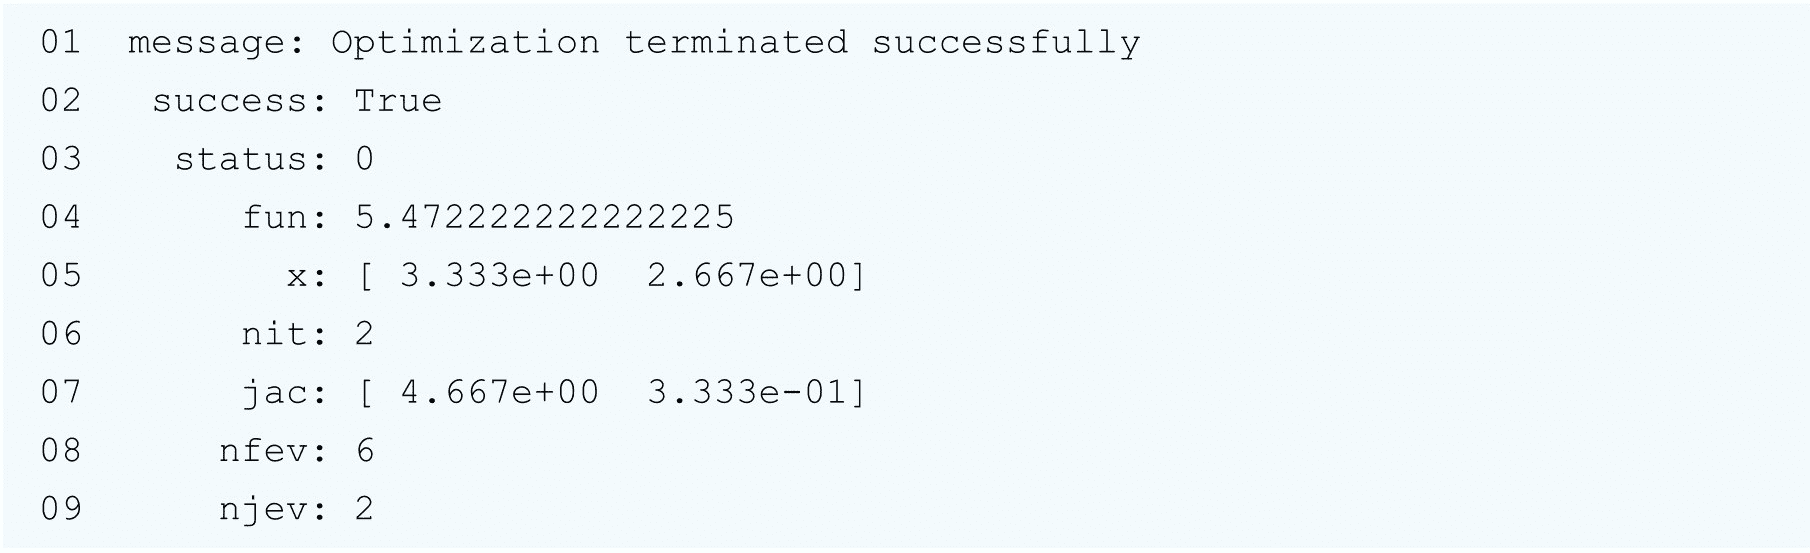 01  message: Optimization terminated successfully
02   success: True
03    status: 0
04       fun: 5.472222222222225
05         x: [ 3.333e+00  2.667e+00]
06       nit: 2
07       jac: [ 4.667e+00  3.333e-01]
08      nfev: 6
09      njev: 2